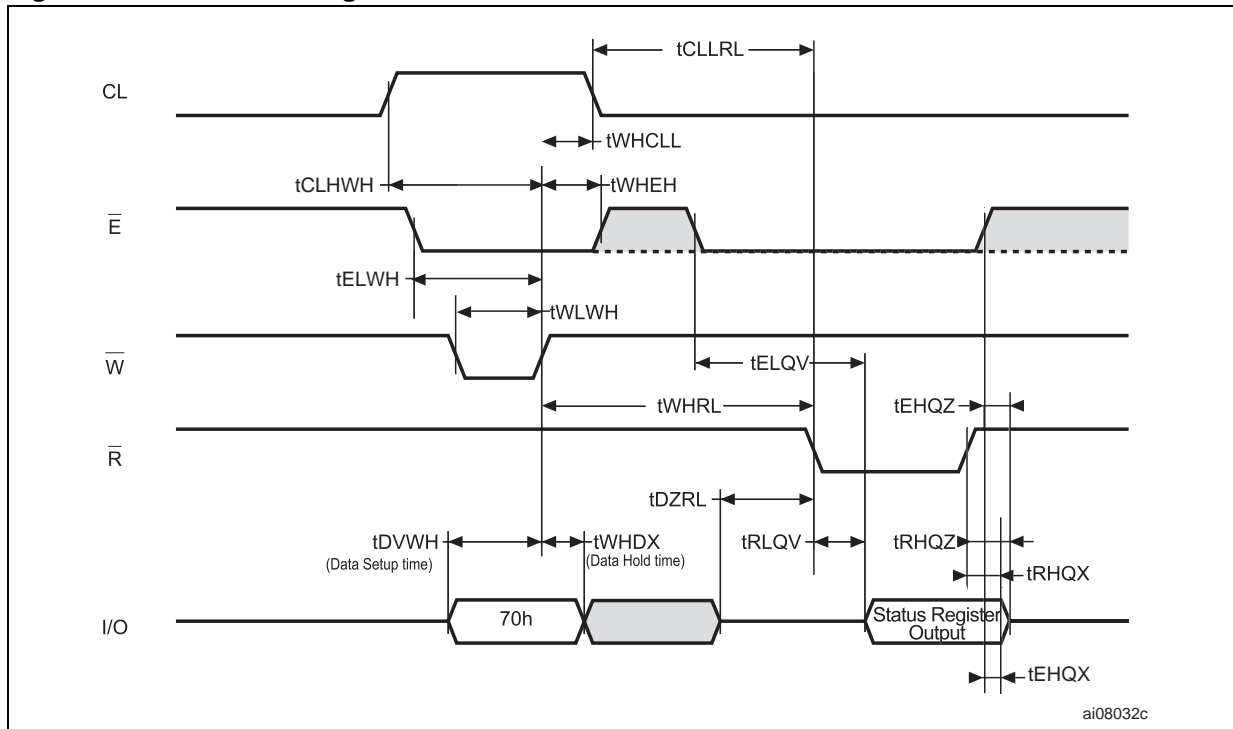 tCLLRL
CL
tWHCLL
tCLHWH
tWHEH
E
tELWH
tWLWH
W
tELQV
tWHRL
tEHQZ
R
tDZRL
tDVWH
(Data Setup time)
tWHDX
(Data Hold time)
tRLQV
tRHQZ
tRHQX
I/O
70h
Status Register
Output
tEHQX
ai08032c